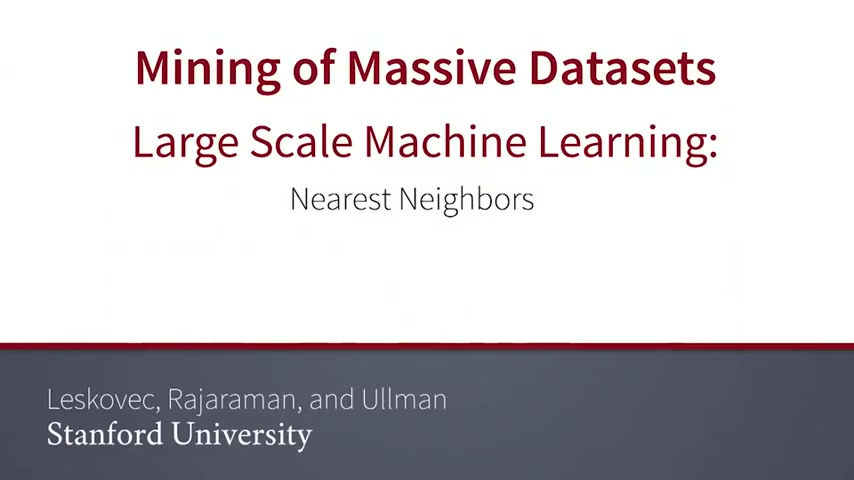 Mining of Massive Datasets
Large Scale Machine Learning:
Nearest Neighbors
Leskovec, Rajaraman, and Ullman
Stanford University